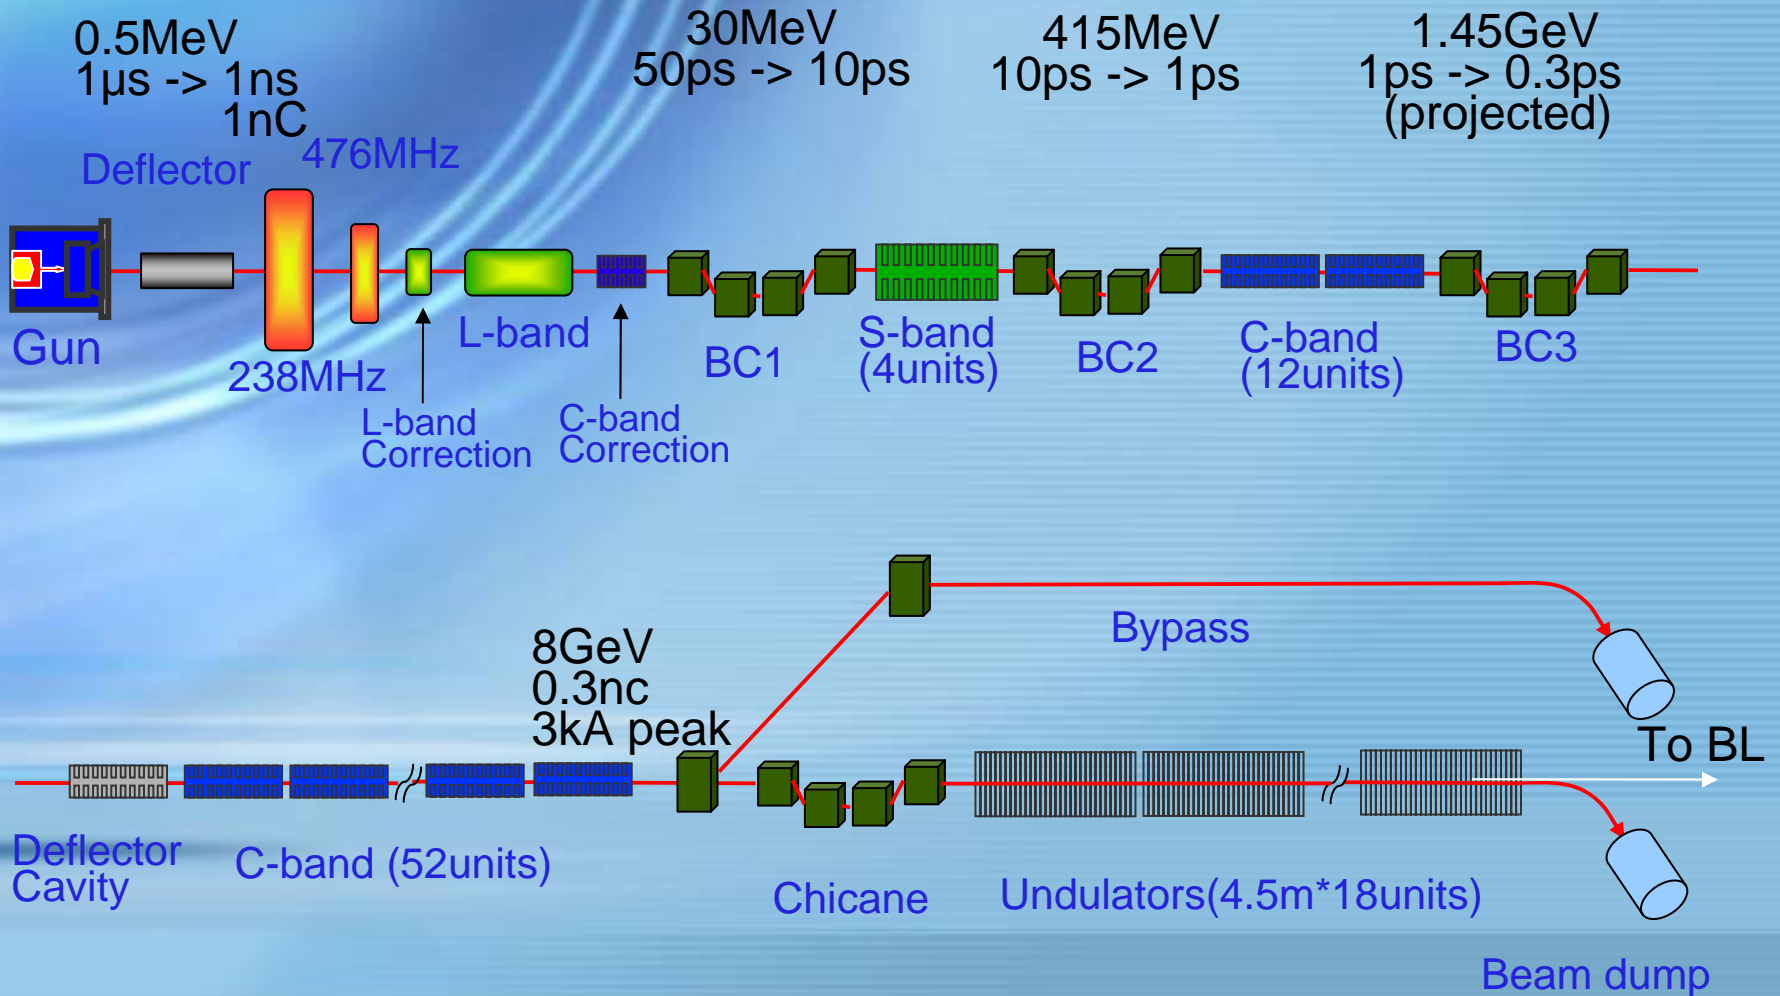 0.5MeV
1µs -> 1ns
1nC
30MeV
50ps -> 10ps
415MeV
10ps -> 1ps
1.45GeV
1ps -> 0.3ps
(projected)
Deflector
476MHz
Gun
238MHz
L-band
Correction
L-band
C-band
Correction
BC1
S-band
(4units)
BC2
C-band
(12units)
BC3
8GeV
0.3nc
3kA peak
Bypass
To BL
Deflector
Cavity
C-band (52units)
Chicane
Undulators(4.5m*18units)
Beam dump